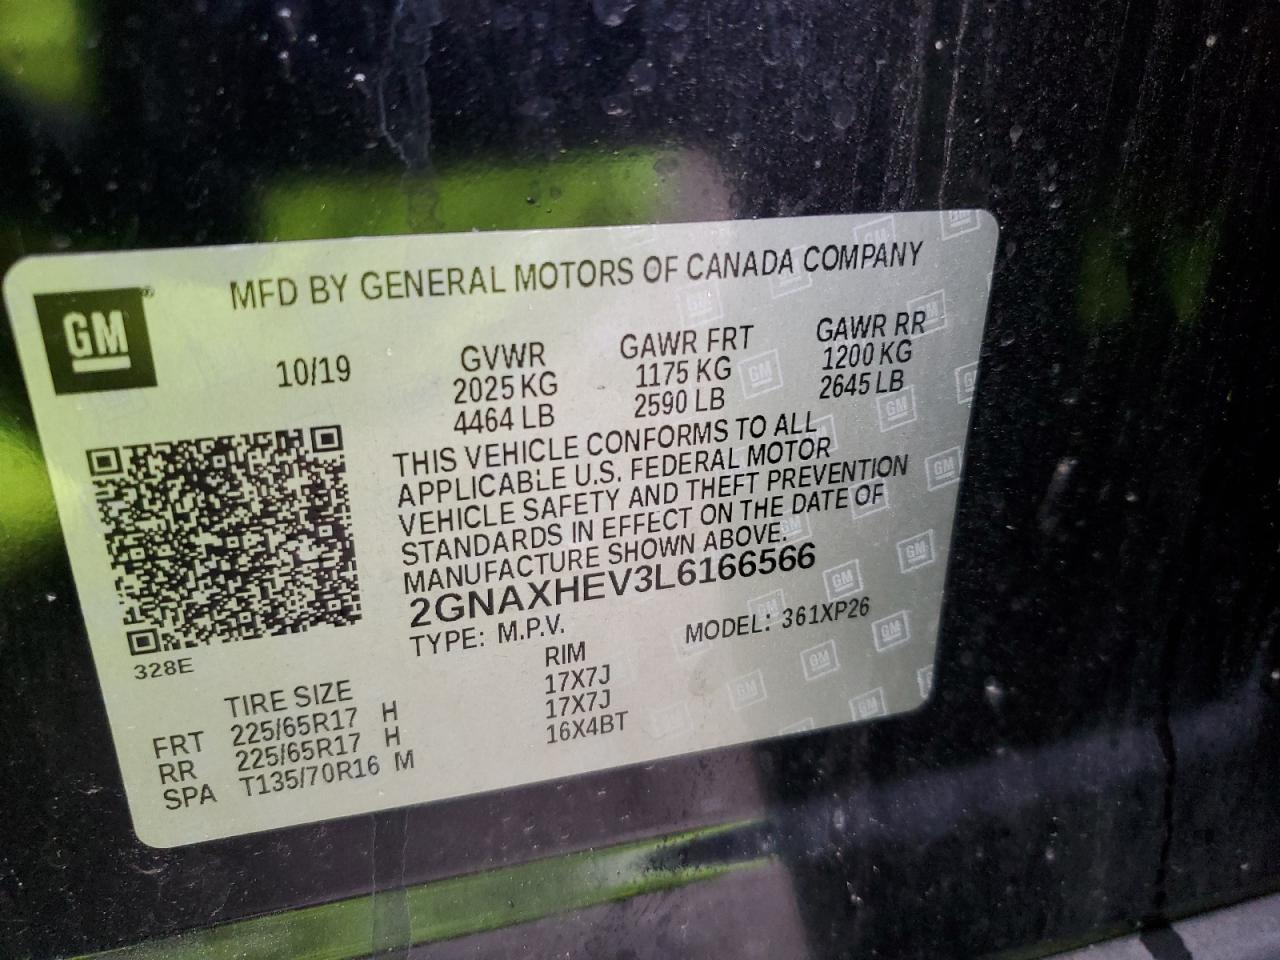 MFD BY GENERAL MOTORS OF CANADA COMPANY
GM®
10/19
GVWR
2025 KG
4464 LB
GAWR FRT
1175 KG
2590 LB
GAWR RR
1200 KG
2645 LB
THIS VEHICLE CONFORMS TO ALL
APPLICABLE U.S. FEDERAL MOTOR
VEHICLE SAFETY AND THEFT PREVENTION
STANDARDS IN EFFECT ON THE DATE OF
MANUFACTURE SHOWN ABOVE.
2GNAXHEV3L6166566
TYPE: M.P.V. MODEL: 361XP26
328E
TIRE SIZE RIM
FRT 225/65R17 H 17X7J
RR 225/65R17 H 17X7J
SPA T135/70R16 M 16X4BT